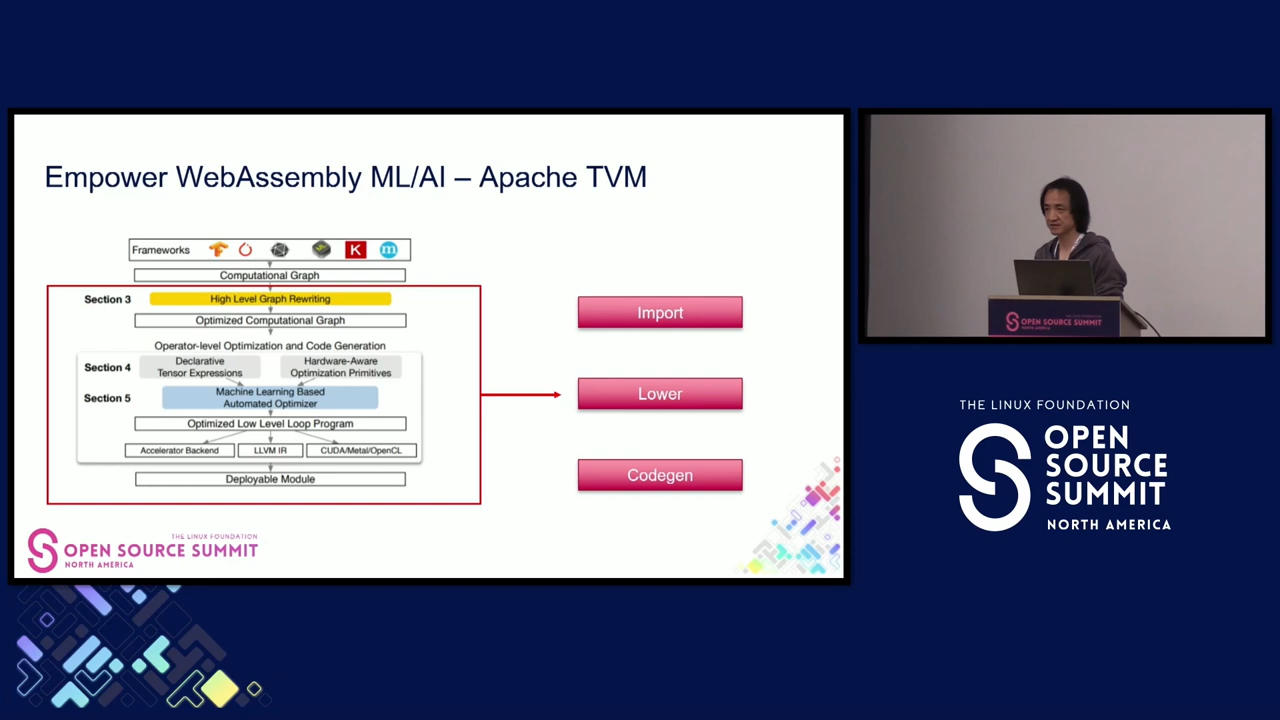 Empower WebAssembly ML/AI – Apache TVM
Frameworks
K
m
Computational Graph
Section 3
High Level Graph Rewriting
Optimized Computational Graph
Operator-level Optimization and Code Generation
Section 4
Declarative
Tensor Expressions
Hardware-Aware
Optimization Primitives
Section 5
Machine Learning Based
Automated Optimizer
Optimized Low Level Loop Program
Accelerator Backend
LLVM IR
CUDA/Metal/OpenCL
Deployable Module
Import
Lower
Codegen
THE LINUX FOUNDATION
OPEN SOURCE SUMMIT
NORTH AMERICA
OPEN SOURCE SUMMIT
NORTH AMERICA
THE LINUX FOUNDATION
OPEN
SOURCE
SUMMIT
NORTH AMERICA